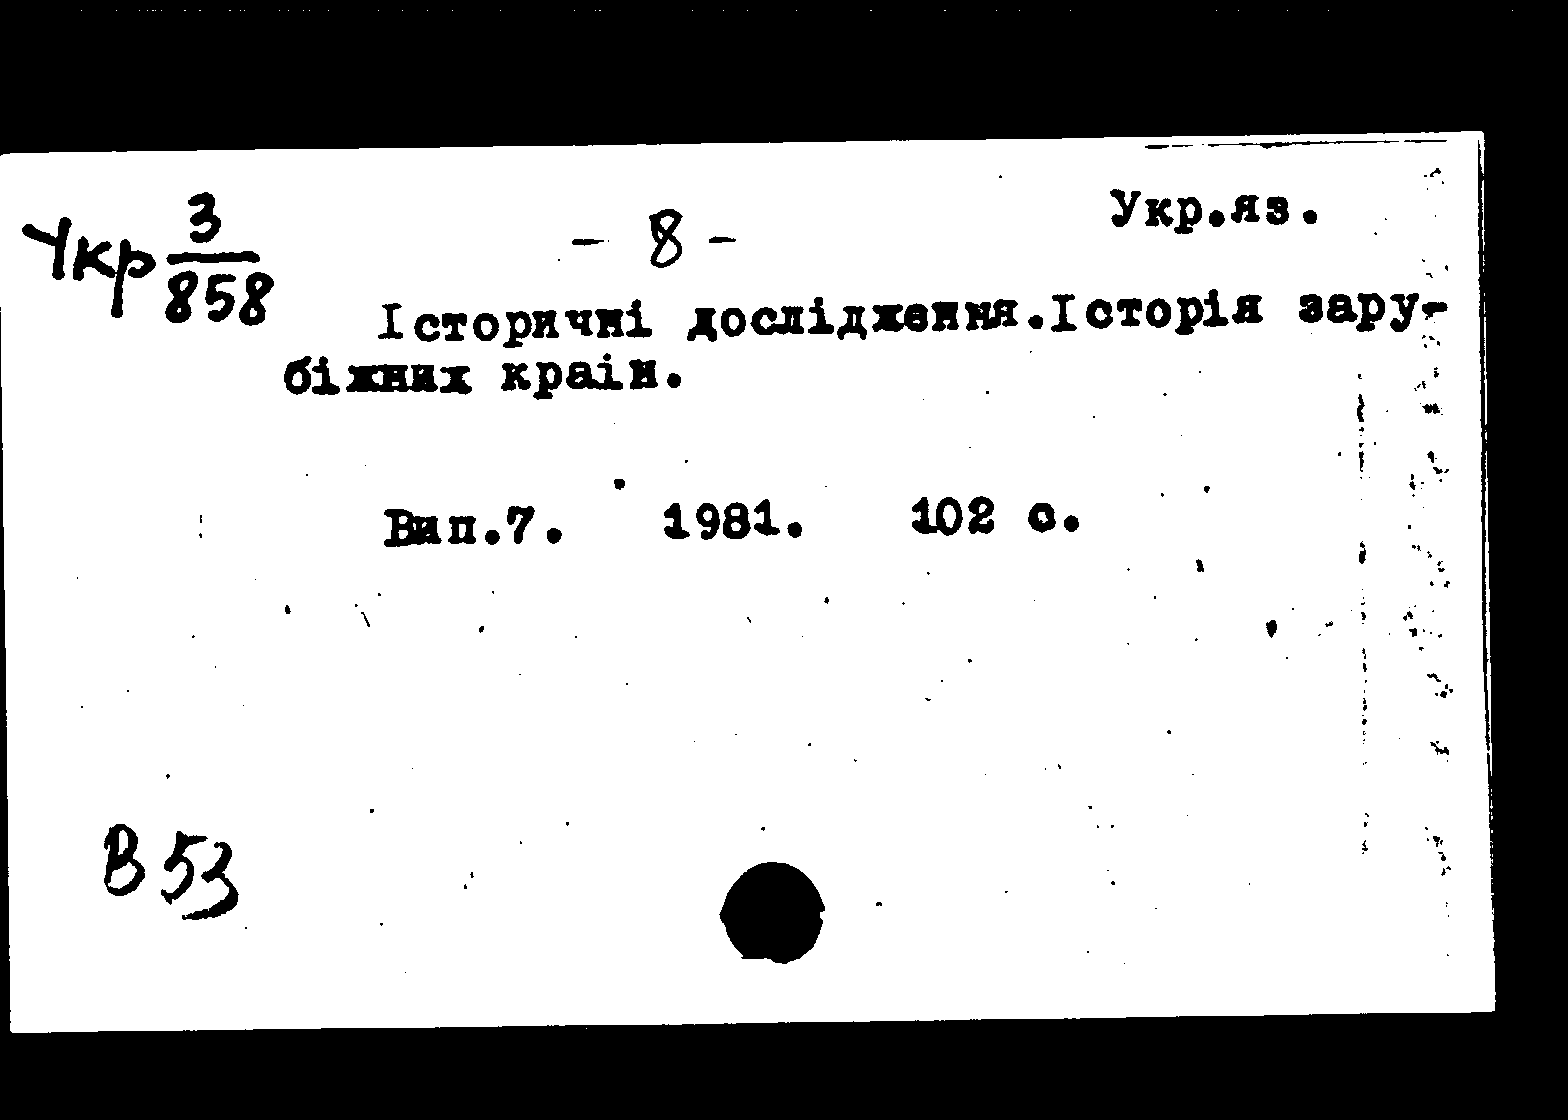 Укр 3/858
- 8 -
Укр.яз.
Історичні дослідження.Історія зару-
біжних краін.
Вип.7. 1981. 102 с.
В 53